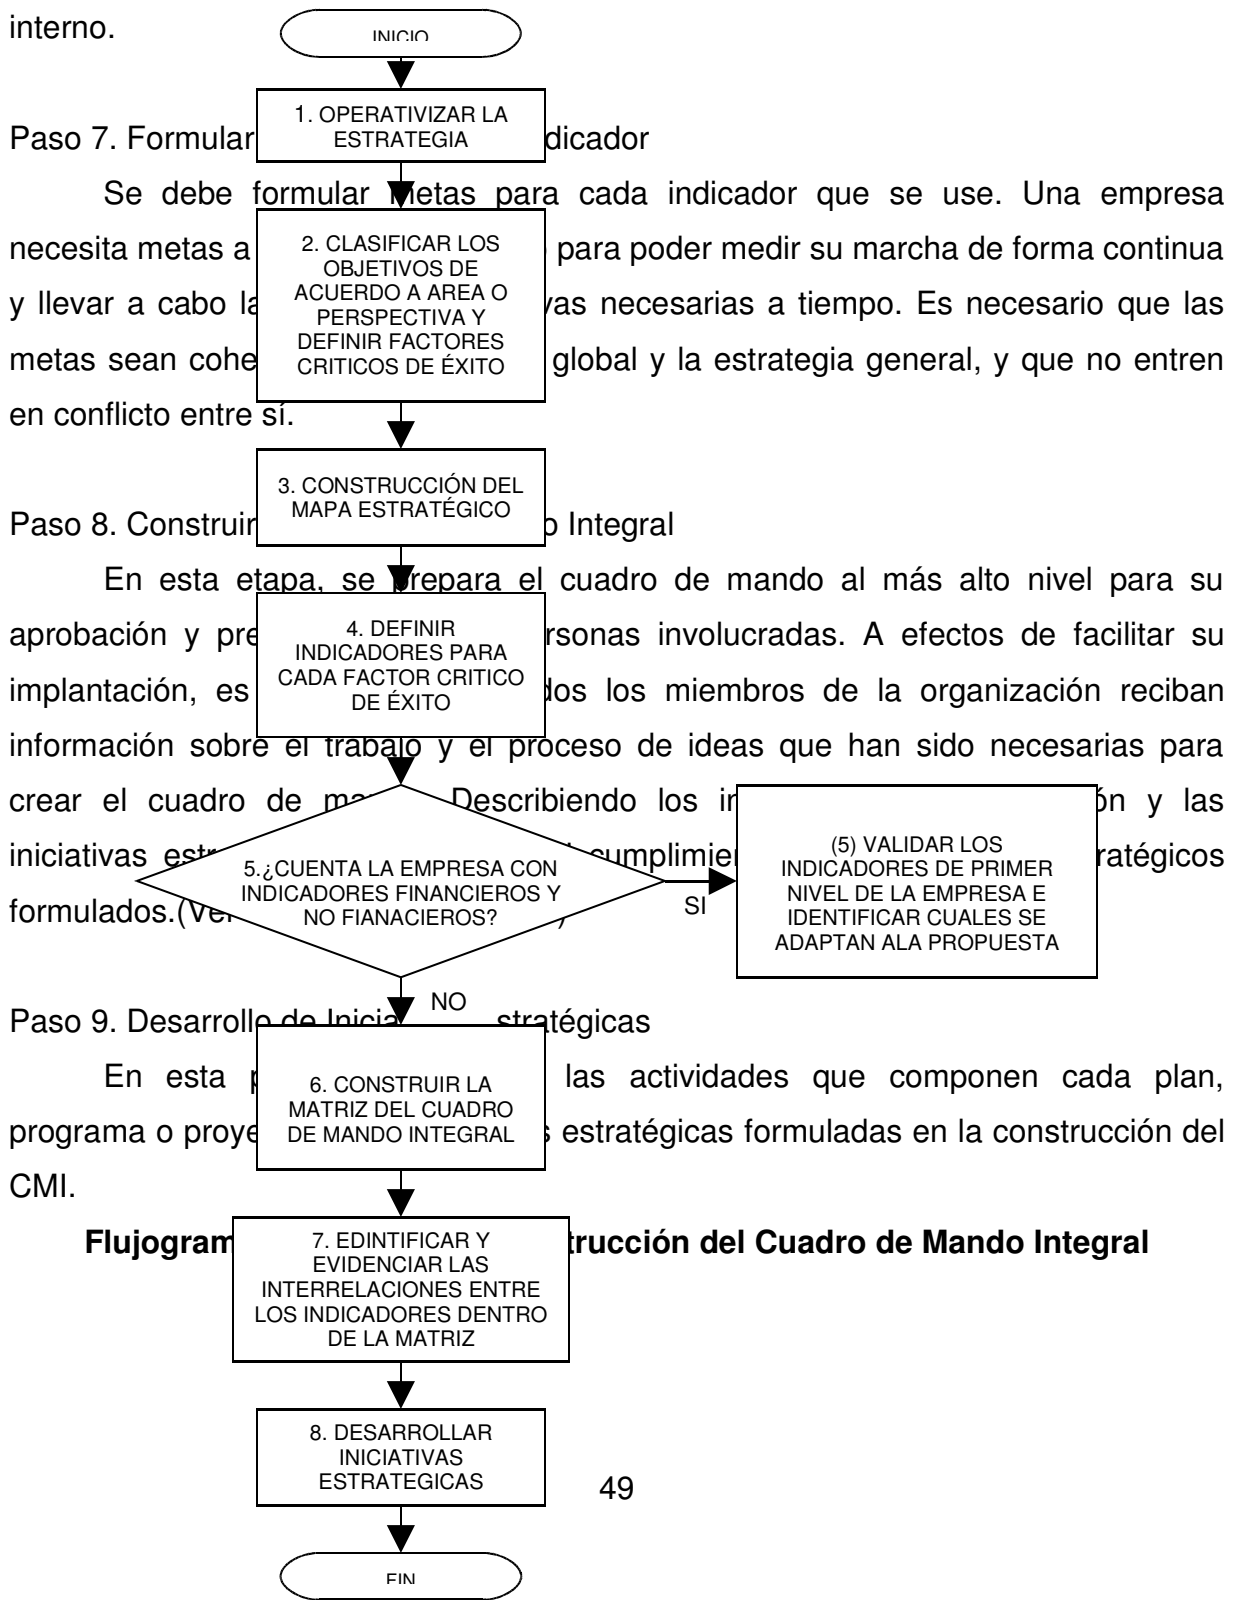 interno.
INICIO
1. OPERATIVIZAR LA
ESTRATEGIA
Paso 7. Formular dicador
Se debe formular metas para cada indicador que se use. Una empresa
necesita metas a para poder medir su marcha de forma continua
y llevar a cabo vas necesarias a tiempo. Es necesario que las
metas sean cohe global y la estrategia general, y que no entren
en conflicto entre sí.
2. CLASIFICAR LOS
OBJETIVOS DE
ACUERDO A AREA O
PERSPECTIVA Y
DEFINIR FACTORES
CRITICOS DE ÉXITO
3. CONSTRUCCIÓN DEL
MAPA ESTRATÉGICO
Paso 8. Construir o Integral
En esta etapa, se prepara el cuadro de mando al más alto nivel para su
aprobación y pre rsonas involucradas. A efectos de facilitar su
implantación, es dos los miembros de la organización reciban
información sobre el trabajo y el proceso de ideas que han sido necesarias para
crear el cuadro de Describiendo los ón y las
iniciativas cumplimien ratégicos
formulados.(Ver
4. DEFINIR
INDICADORES PARA
CADA FACTOR CRITICO
DE ÉXITO
5.¿CUENTA LA EMPRESA CON
INDICADORES FINANCIEROS Y
NO FIANACIEROS?
SI
(5) VALIDAR LOS
INDICADORES DE PRIMER
NIVEL DE LA EMPRESA E
IDENTIFICAR CUALES SE
ADAPTAN ALA PROPUESTA
NO
Paso 9. Desarrollo de Inicia stratégicas
En esta las actividades que componen cada plan,
programa o proye s estratégicas formuladas en la construcción del
CMI.
6. CONSTRUIR LA
MATRIZ DEL CUADRO
DE MANDO INTEGRAL
Flujogram trucción del Cuadro de Mando Integral
7. EDINTIFICAR Y
EVIDENCIAR LAS
INTERRELACIONES ENTRE
LOS INDICADORES DENTRO
DE LA MATRIZ
8. DESARROLLAR
INICIATIVAS
ESTRATEGICAS
49
FIN